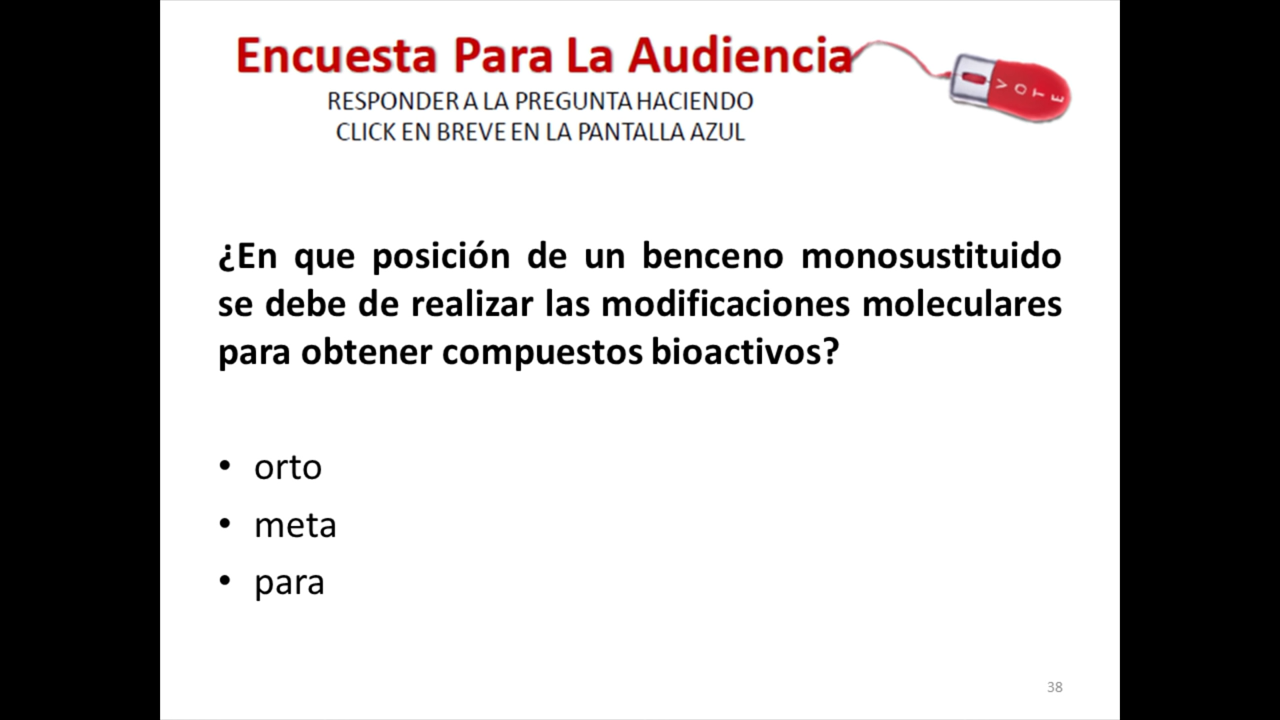 Encuesta Para La Audiencia
VOTE
RESPONDER A LA PREGUNTA HACIENDO
CLICK EN BREVE EN LA PANTALLA AZUL
¿En que posición de un benceno monosustituido
se debe de realizar las modificaciones moleculares
para obtener compuestos bioactivos?
• orto
• meta
• para
38